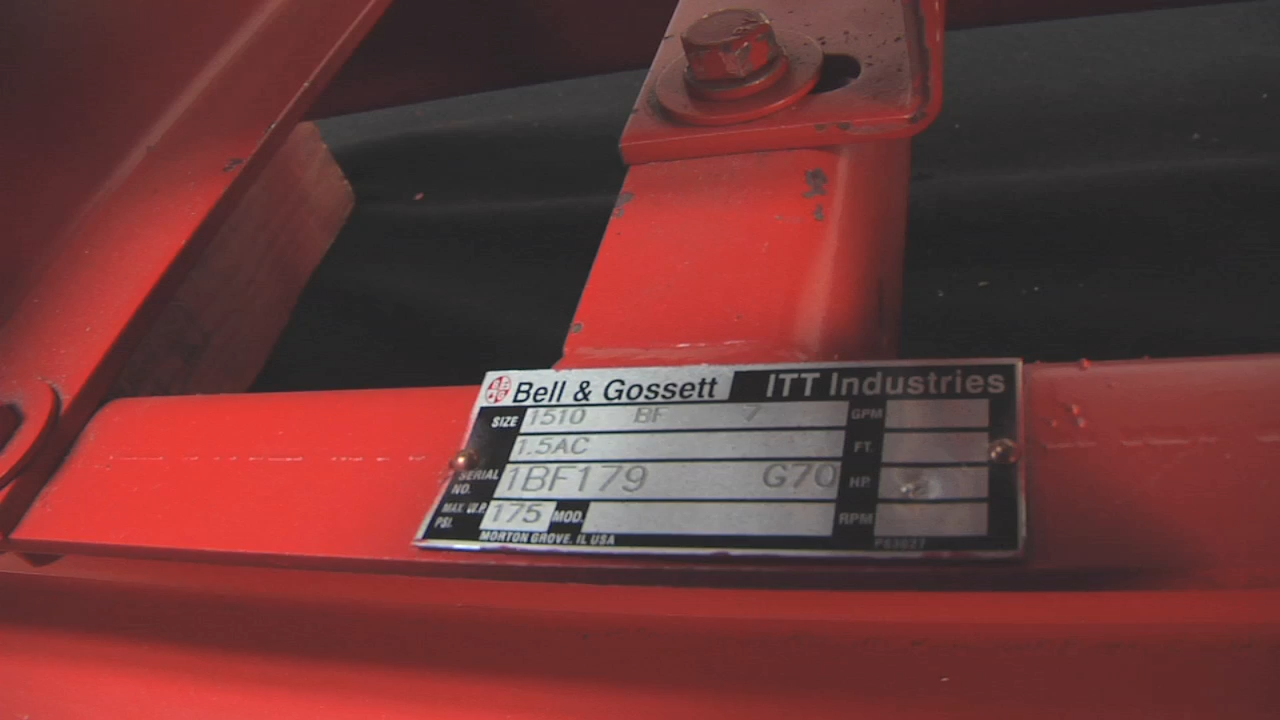 Bell & Gossett ITT Industries
SIZE 1510 BF 7 GPM
1.5AC FT.
SERIAL NO. 1BF179 G70 HP.
MAX. W.P. PSI. 175 MOD. RPM
MORTON GROVE, IL USA P83627